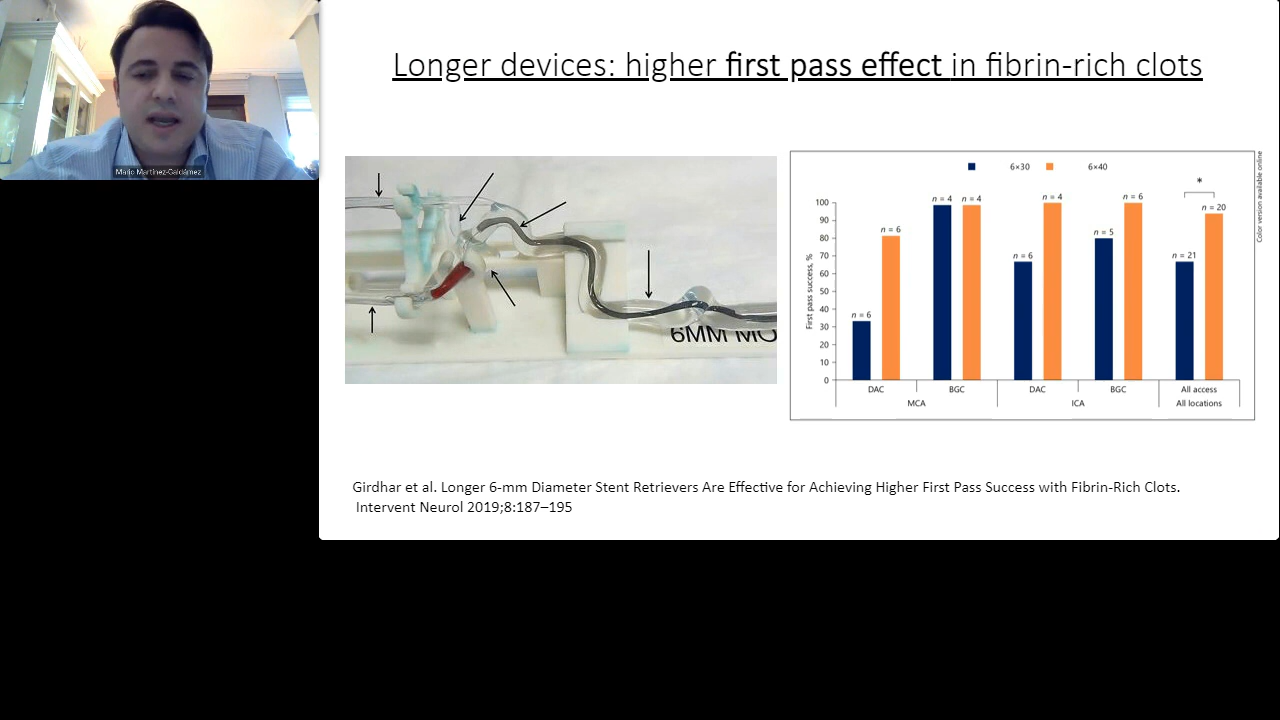 Mario Martínez-Galdámez
Longer devices: higher first pass effect in fibrin-rich clots
6MM MO
6×30
6×40
Color version available online
*
First pass success, %
100
90
80
70
60
50
40
30
20
10
0
n = 6
n = 6
n = 4
n = 4
n = 6
n = 4
n = 5
n = 6
n = 21
n = 20
DAC
BGC
DAC
BGC
All access
MCA
ICA
All locations
Girdhar et al. Longer 6-mm Diameter Stent Retrievers Are Effective for Achieving Higher First Pass Success with Fibrin-Rich Clots.
Intervent Neurol 2019;8:187–195